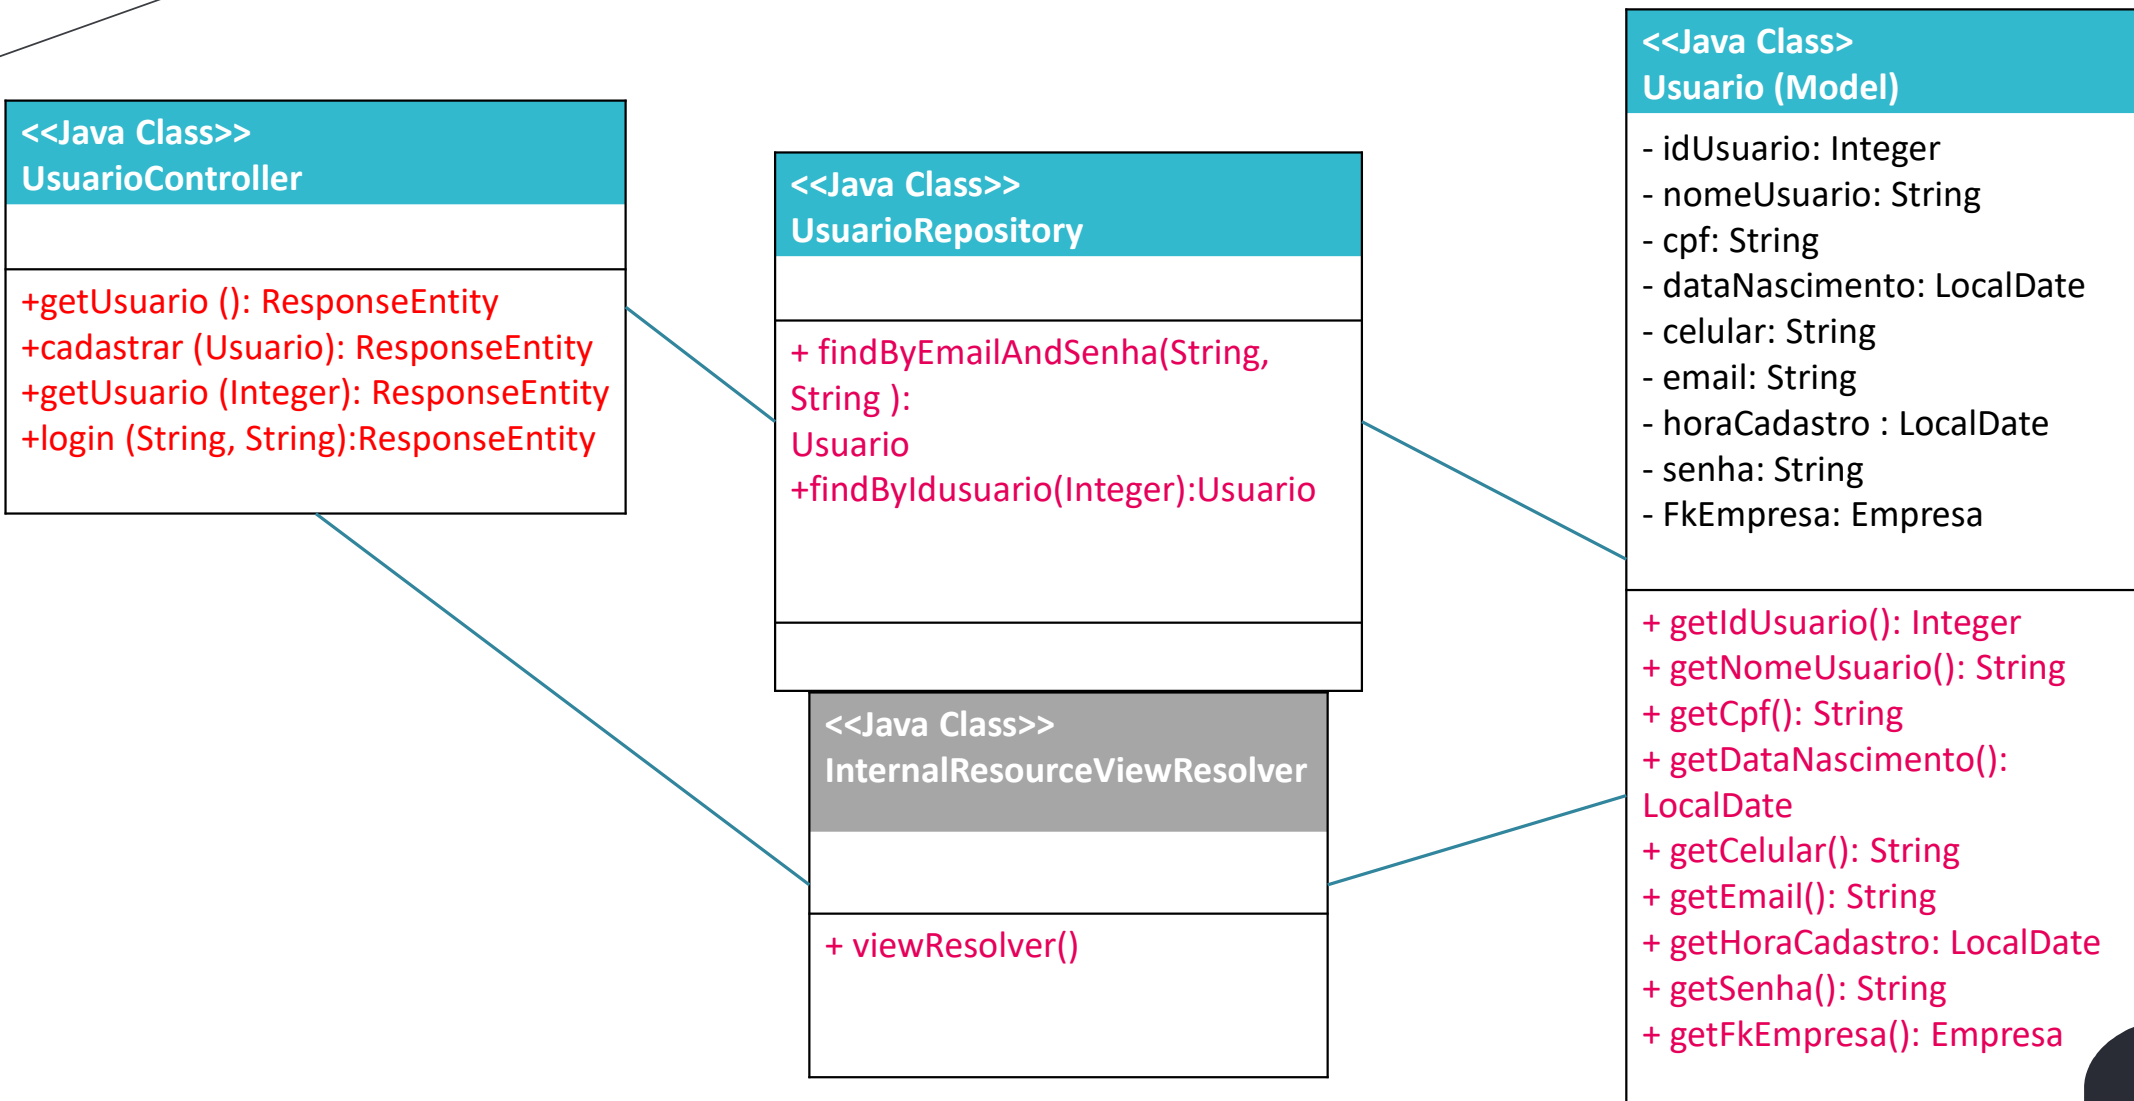 <<Java Class>>
UsuarioController
+getUsuario (): ResponseEntity
+cadastrar (Usuario): ResponseEntity
+getUsuario (Integer): ResponseEntity
+login (String, String):ResponseEntity
<<Java Class>>
UsuarioRepository
+ findByEmailAndSenha(String,
String ):
Usuario
+findByIdusuario(Integer):Usuario
<<Java Class>>
InternalResourceViewResolver
+ viewResolver()
<<Java Class>
Usuario (Model)
- idUsuario: Integer
- nomeUsuario: String
- cpf: String
- dataNascimento: LocalDate
- celular: String
- email: String
- horaCadastro : LocalDate
- senha: String
- FkEmpresa: Empresa
+ getIdUsuario(): Integer
+ getNomeUsuario(): String
+ getCpf(): String
+ getDataNascimento():
LocalDate
+ getCelular(): String
+ getEmail(): String
+ getHoraCadastro: LocalDate
+ getSenha(): String
+ getFkEmpresa(): Empresa